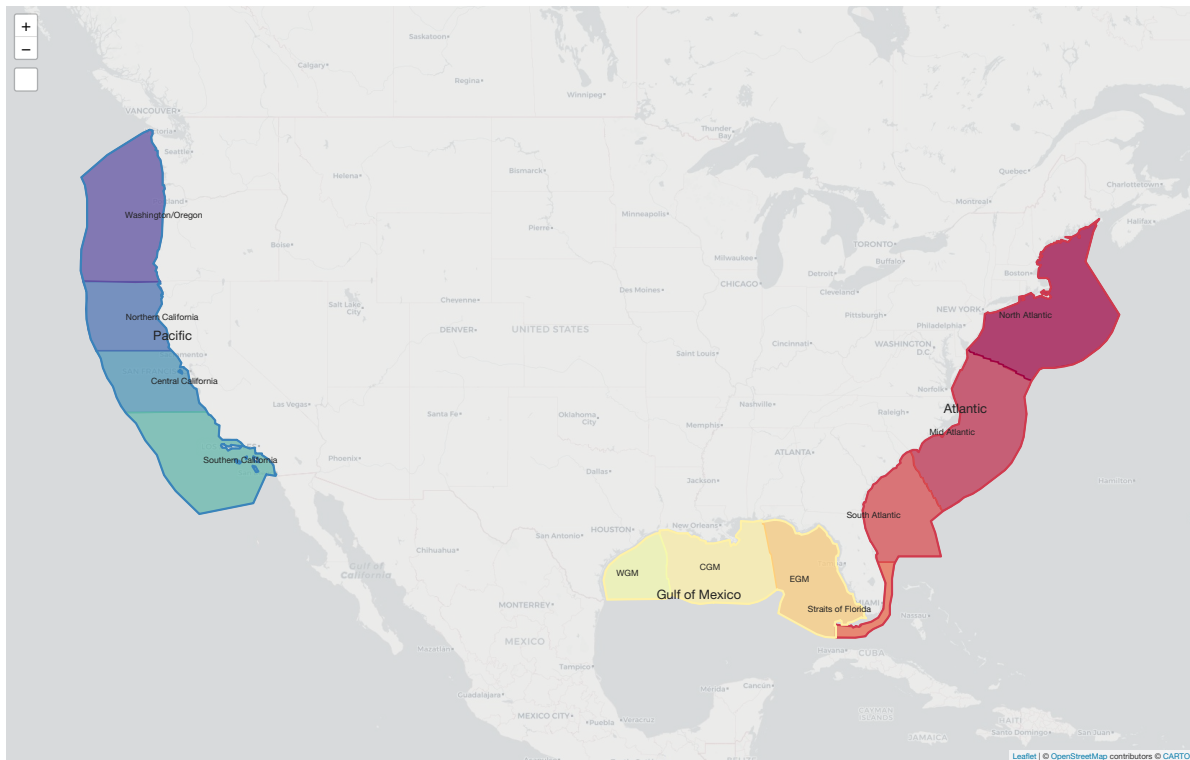 +
−
Saskatoon
Calgary
Regina
Winnipeg
VANCOUVER
Thunder
Bay
Seattle
Quebec
Charlottetown
Helena
Bismarck
Montreal
Halifax
Washington/Oregon
Minneapolis
Pierre
TORONTO
Boise
Buffalo
Milwaukee
Boston
Detroit
CHICAGO
Des Moines
Cleveland
Cheyenne
Salt Lake
City
NEW YORK
Northern California
Pittsburgh
North Atlantic
Philadelphia
DENVER
UNITED STATES
Pacific
Cincinnati
WASHINGTON
D.C.
Saint Louis
Central California
Norfolk
Las Vegas
Santa Fe
Oklahoma
City
Nashville
Raleigh
Atlantic
Memphis
Mid Atlantic
Southern California
Phoenix
ATLANTA
Dallas
Jackson
Hamilton
South Atlantic
New Orleans
HOUSTON
San Antonio
Chihuahua
Gulf of
California
WGM
CGM
EGM
Gulf of Mexico
MONTERREY
Straits of Florida
Nassau
MEXICO
Mazatlan
Havana
CUBA
Tampico
Guadalajara
Merida
Cancún
MEXICO CITY
Puebla
Veracruz
CAYMAN
ISLANDS
HAITI
JAMAICA
Santo Domingo
San Juan
Leaflet | © OpenStreetMap contributors © CARTO